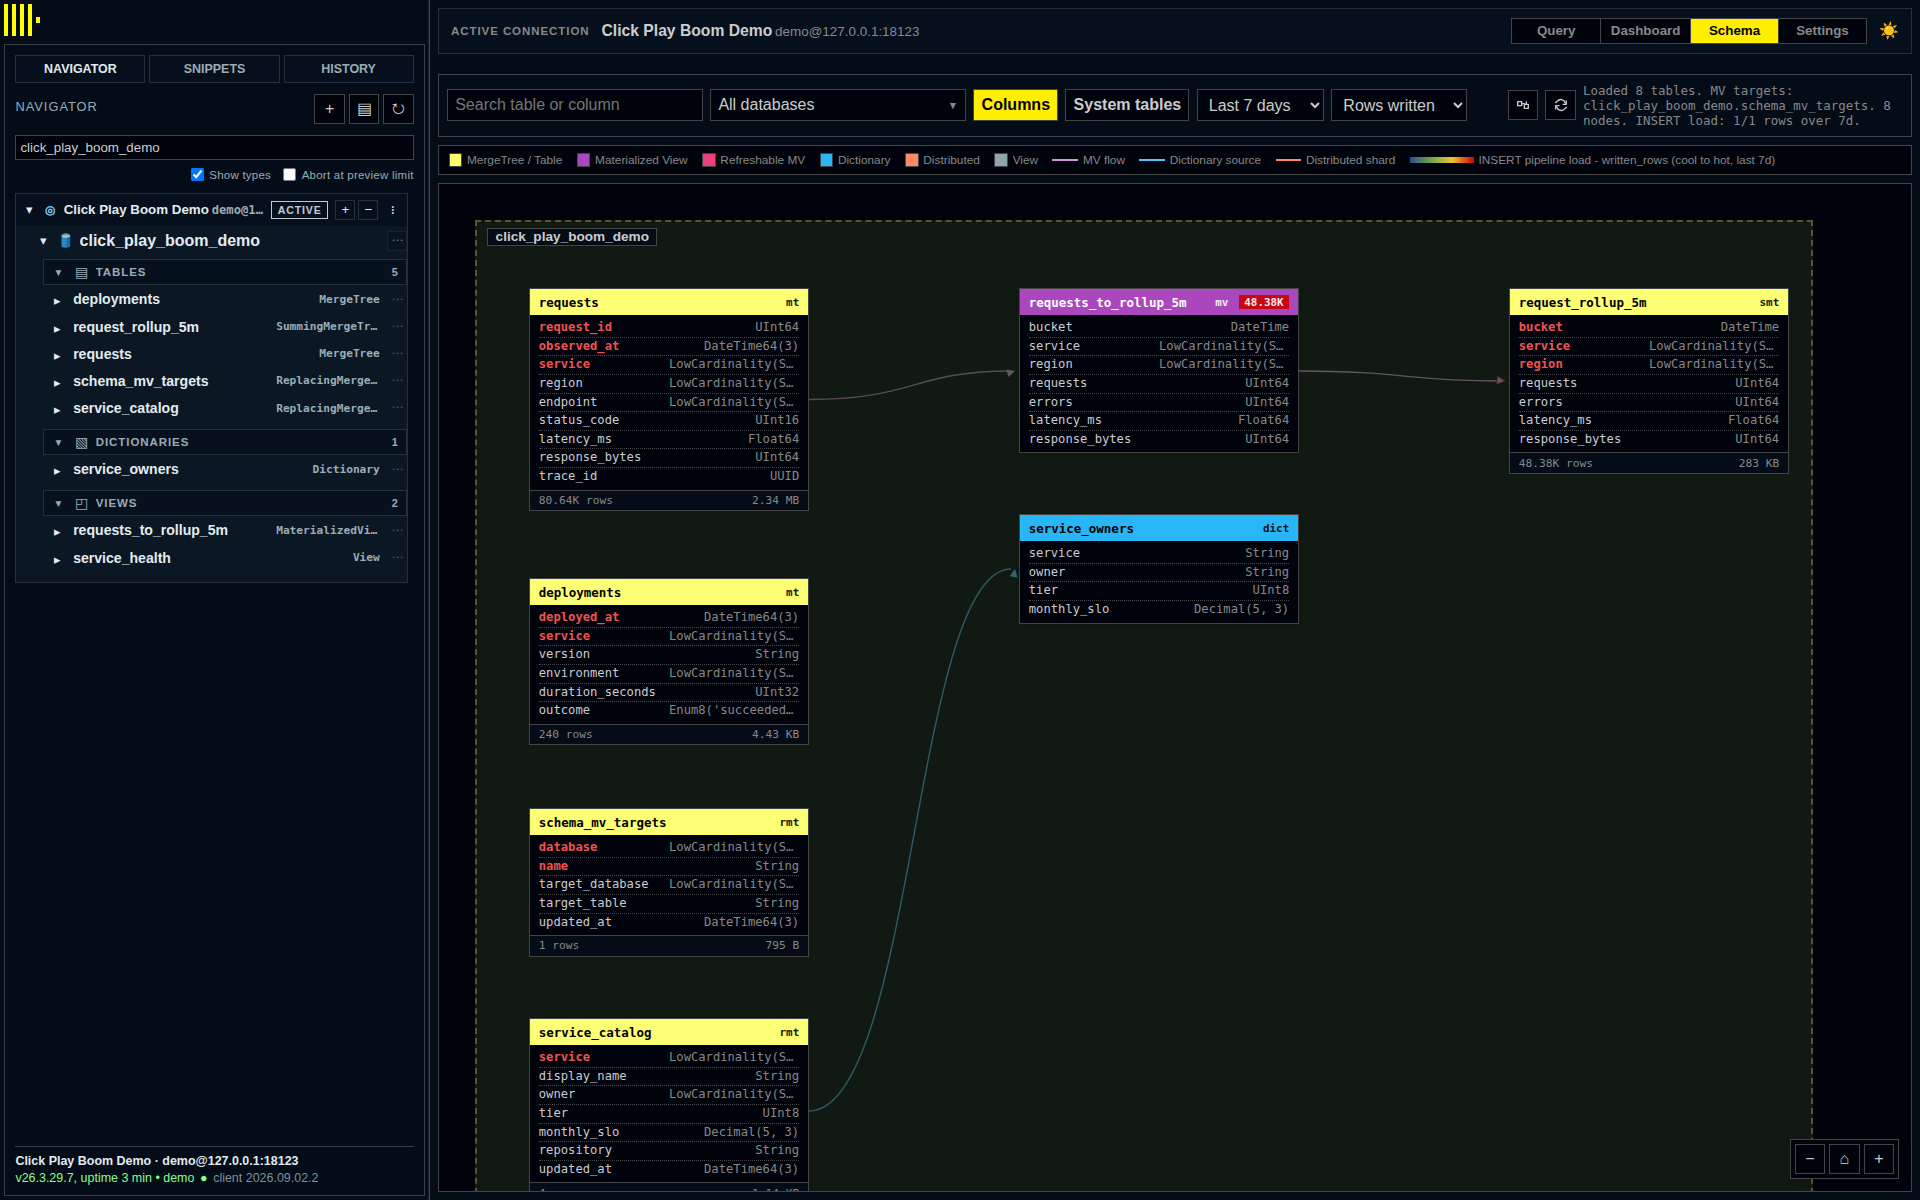 NAVIGATOR
SNIPPETS
HISTORY
NAVIGATOR
click_play_boom_demo
Show types
Abort at preview limit
Click Play Boom Demo demo@1… ACTIVE
click_play_boom_demo
TABLES 5
deployments MergeTree
request_rollup_5m SummingMergeTr…
requests MergeTree
schema_mv_targets ReplacingMerge…
service_catalog ReplacingMerge…
DICTIONARIES 1
service_owners Dictionary
VIEWS 2
requests_to_rollup_5m MaterializedVi…
service_health View
Click Play Boom Demo · demo@127.0.0.1:18123
v26.3.29.7, uptime 3 min • demo ● client 2026.09.02.2
ACTIVE CONNECTION Click Play Boom Demo demo@127.0.0.1:18123
Query
Dashboard
Schema
Settings
Search table or column
All databases
Columns
System tables
Last 7 days
Rows written
Loaded 8 tables. MV targets:
click_play_boom_demo.schema_mv_targets. 8
nodes. INSERT load: 1/1 rows over 7d.
MergeTree / Table
Materialized View
Refreshable MV
Dictionary
Distributed
View
MV flow
Dictionary source
Distributed shard
INSERT pipeline load - written_rows (cool to hot, last 7d)
click_play_boom_demo
requests mt
request_id UInt64
observed_at DateTime64(3)
service LowCardinality(S…
region LowCardinality(S…
endpoint LowCardinality(S…
status_code UInt16
latency_ms Float64
response_bytes UInt64
trace_id UUID
80.64K rows 2.34 MB
requests_to_rollup_5m mv 48.38K
bucket DateTime
service LowCardinality(S…
region LowCardinality(S…
requests UInt64
errors UInt64
latency_ms Float64
response_bytes UInt64
request_rollup_5m smt
bucket DateTime
service LowCardinality(S…
region LowCardinality(S…
requests UInt64
errors UInt64
latency_ms Float64
response_bytes UInt64
48.38K rows 283 KB
service_owners dict
service String
owner String
tier UInt8
monthly_slo Decimal(5, 3)
deployments mt
deployed_at DateTime64(3)
service LowCardinality(S…
version String
environment LowCardinality(S…
duration_seconds UInt32
outcome Enum8('succeeded…
240 rows 4.43 KB
schema_mv_targets rmt
database LowCardinality(S…
name String
target_database LowCardinality(S…
target_table String
updated_at DateTime64(3)
1 rows 795 B
service_catalog rmt
service LowCardinality(S…
display_name String
owner LowCardinality(S…
tier UInt8
monthly_slo Decimal(5, 3)
repository String
updated_at DateTime64(3)